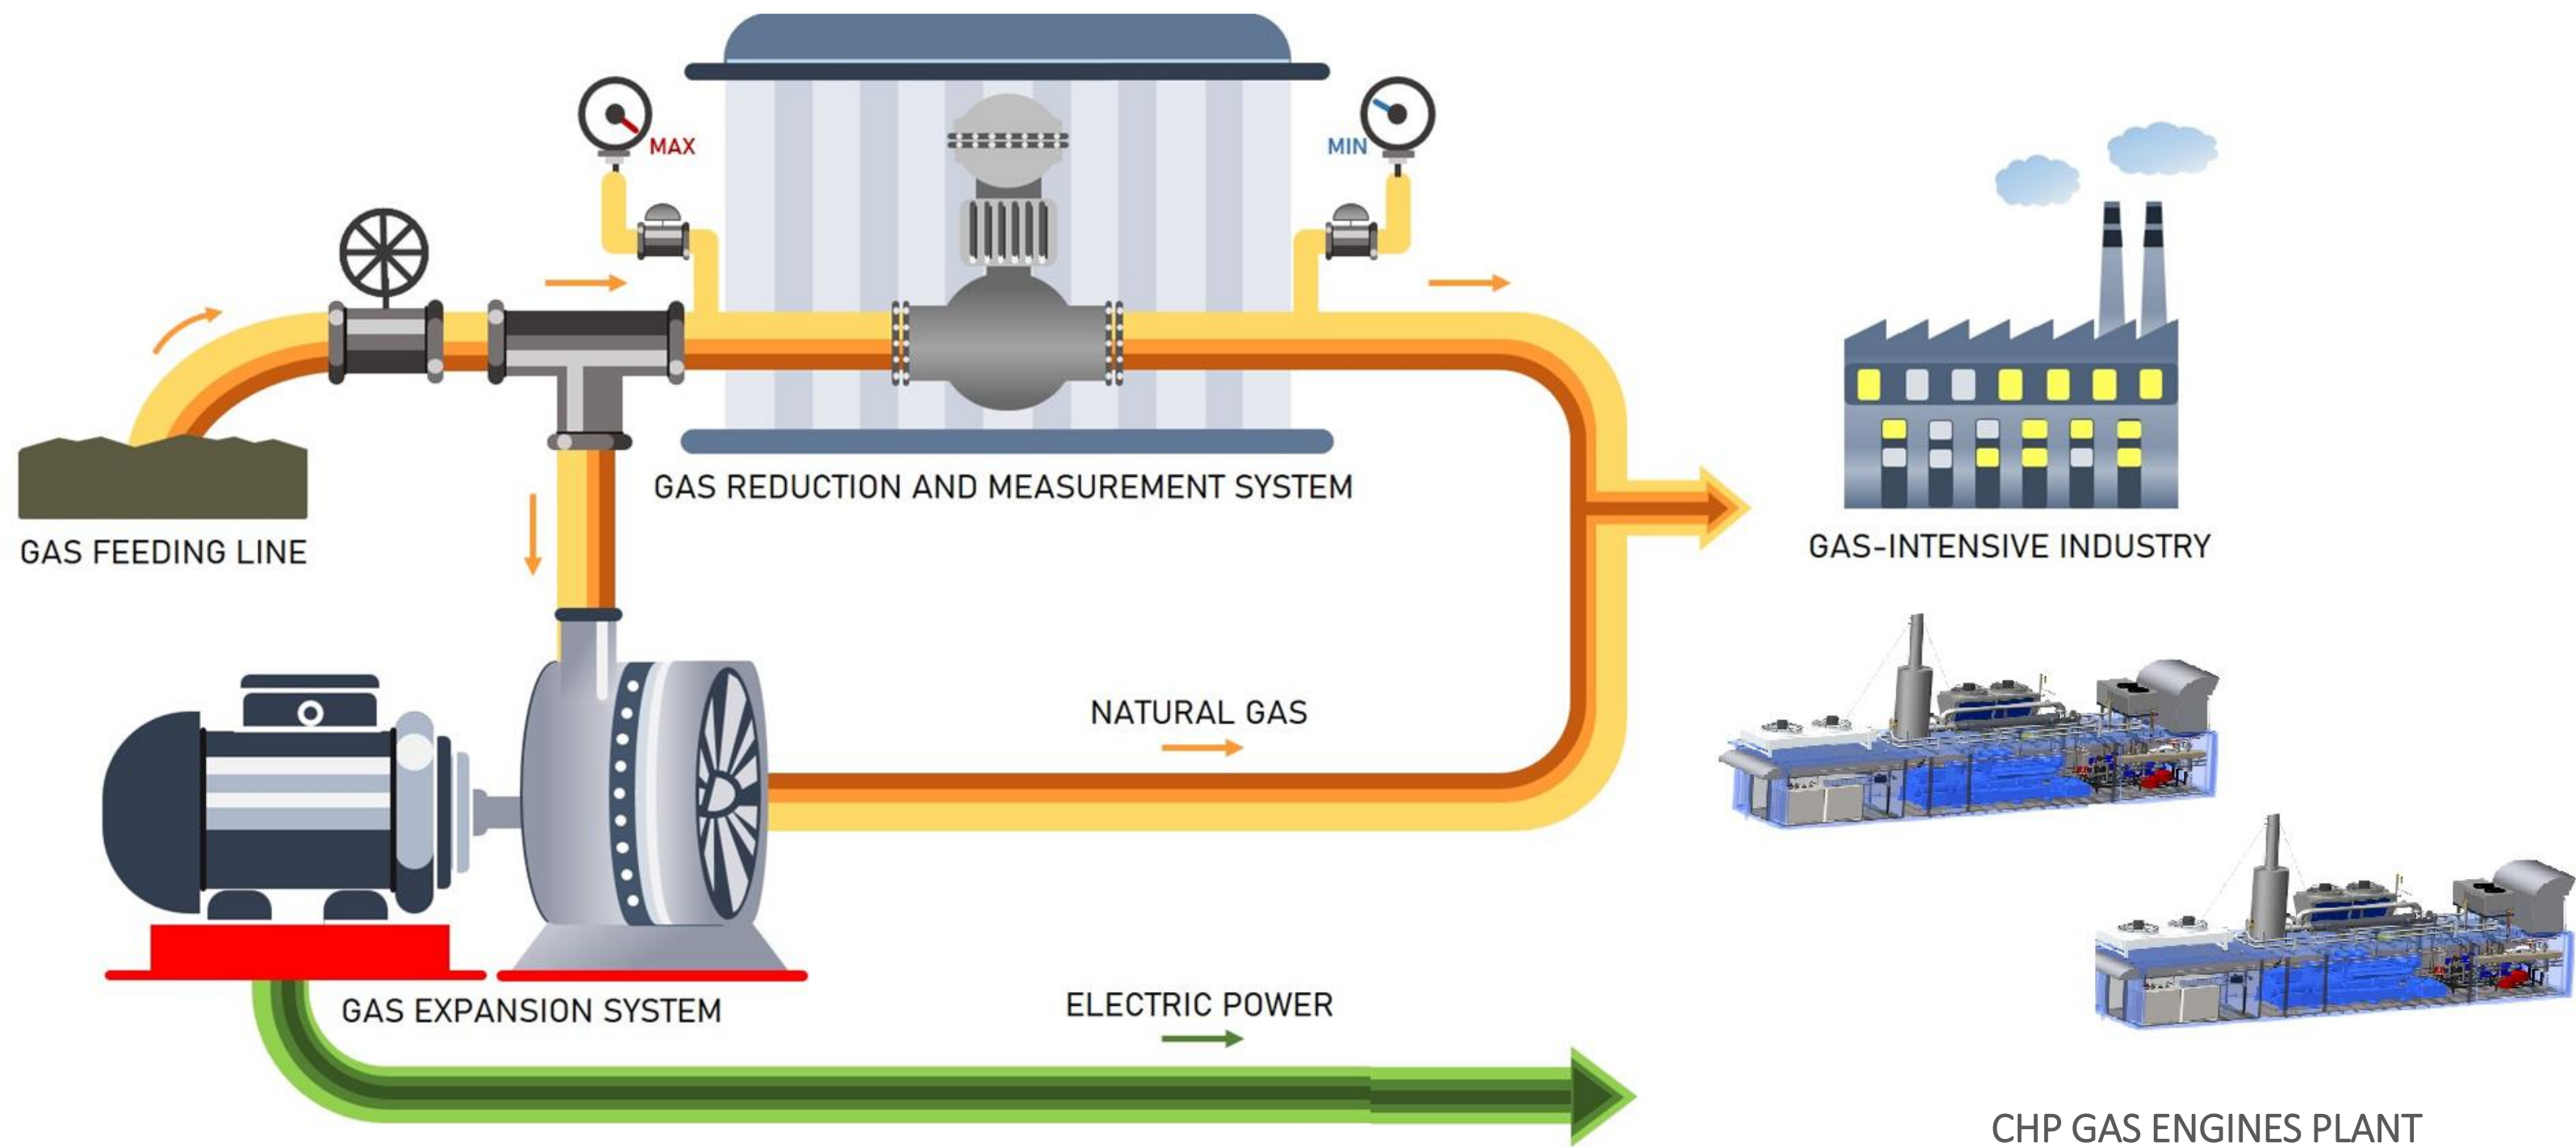 MAX
MIN
GAS REDUCTION AND MEASUREMENT SYSTEM
GAS FEEDING LINE
GAS-INTENSIVE INDUSTRY
NATURAL GAS
GAS EXPANSION SYSTEM
ELECTRIC POWER
CHP GAS ENGINES PLANT